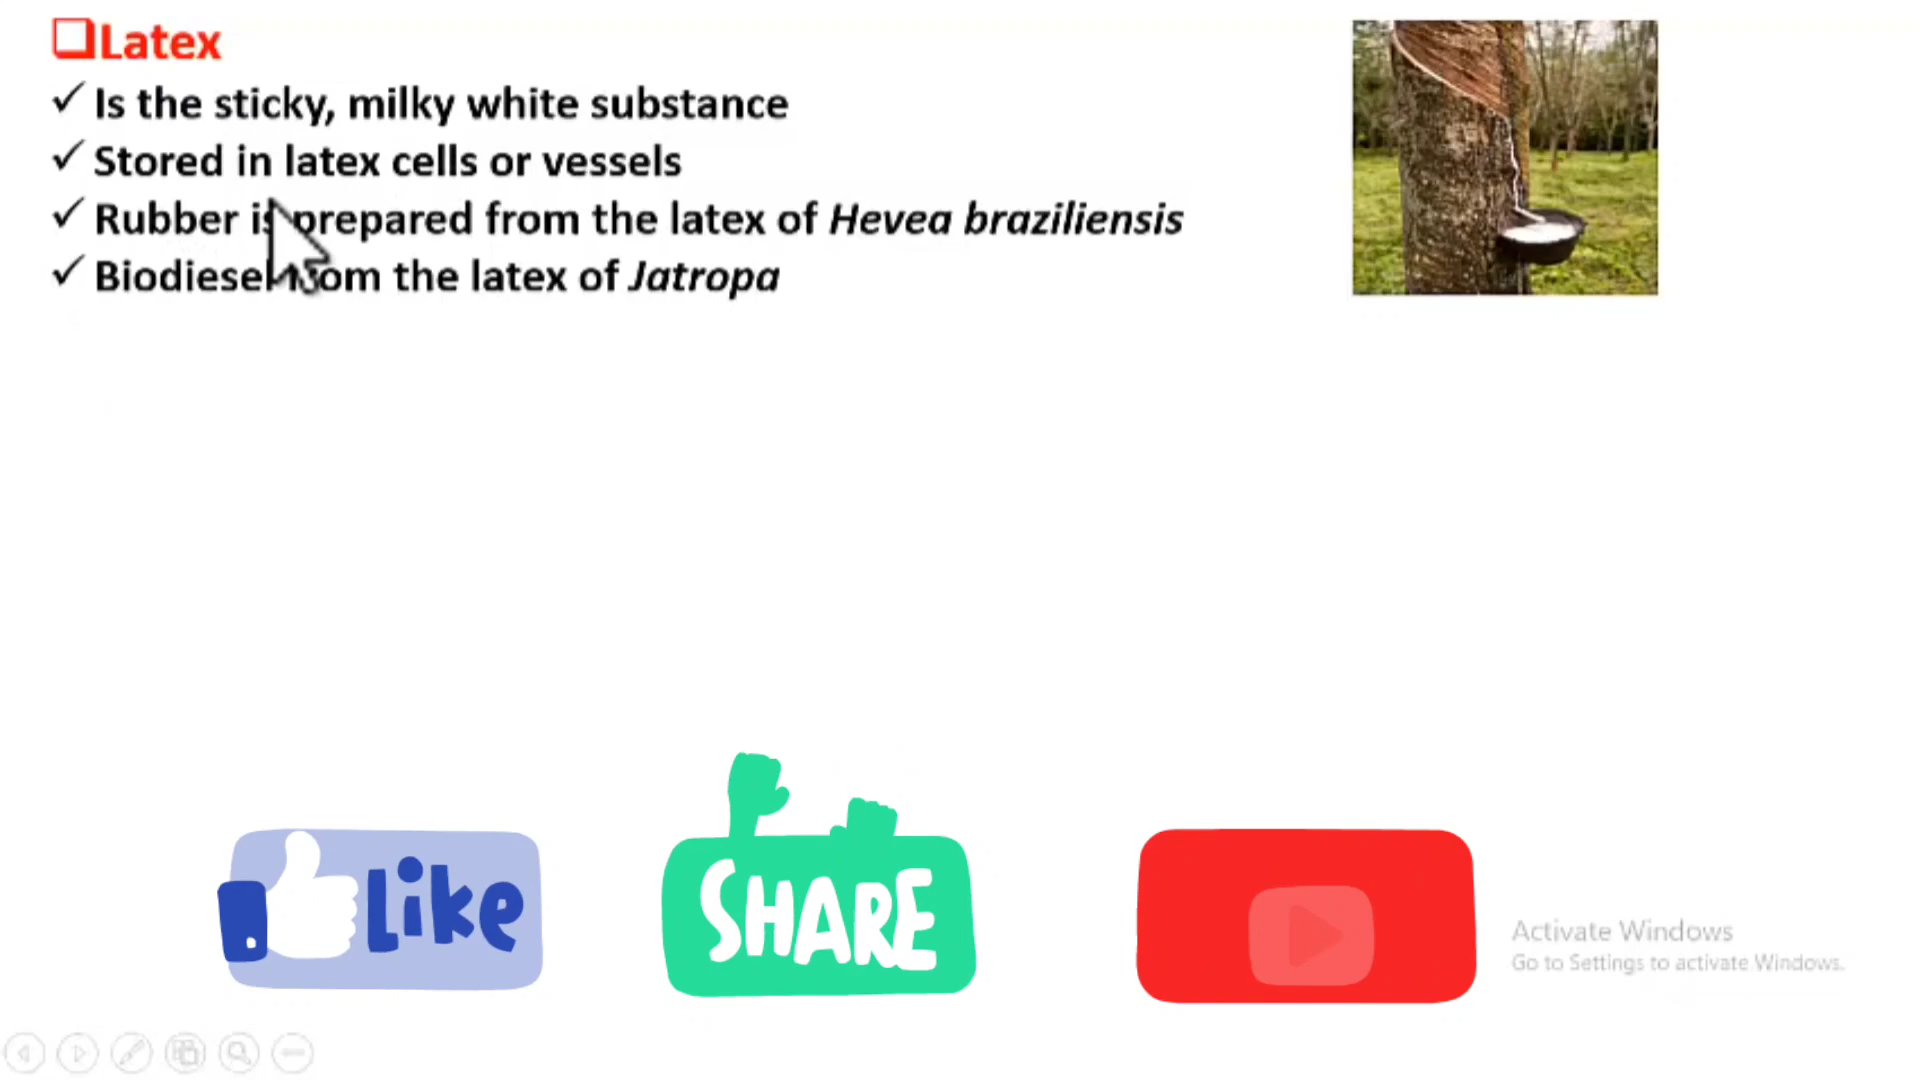 Latex
Is the sticky, milky white substance
Stored in latex cells or vessels
Rubber is prepared from the latex of Hevea braziliensis
Biodiesel from the latex of Jatropa
Like
SHARE
Activate Windows
Go to Settings to activate Windows.